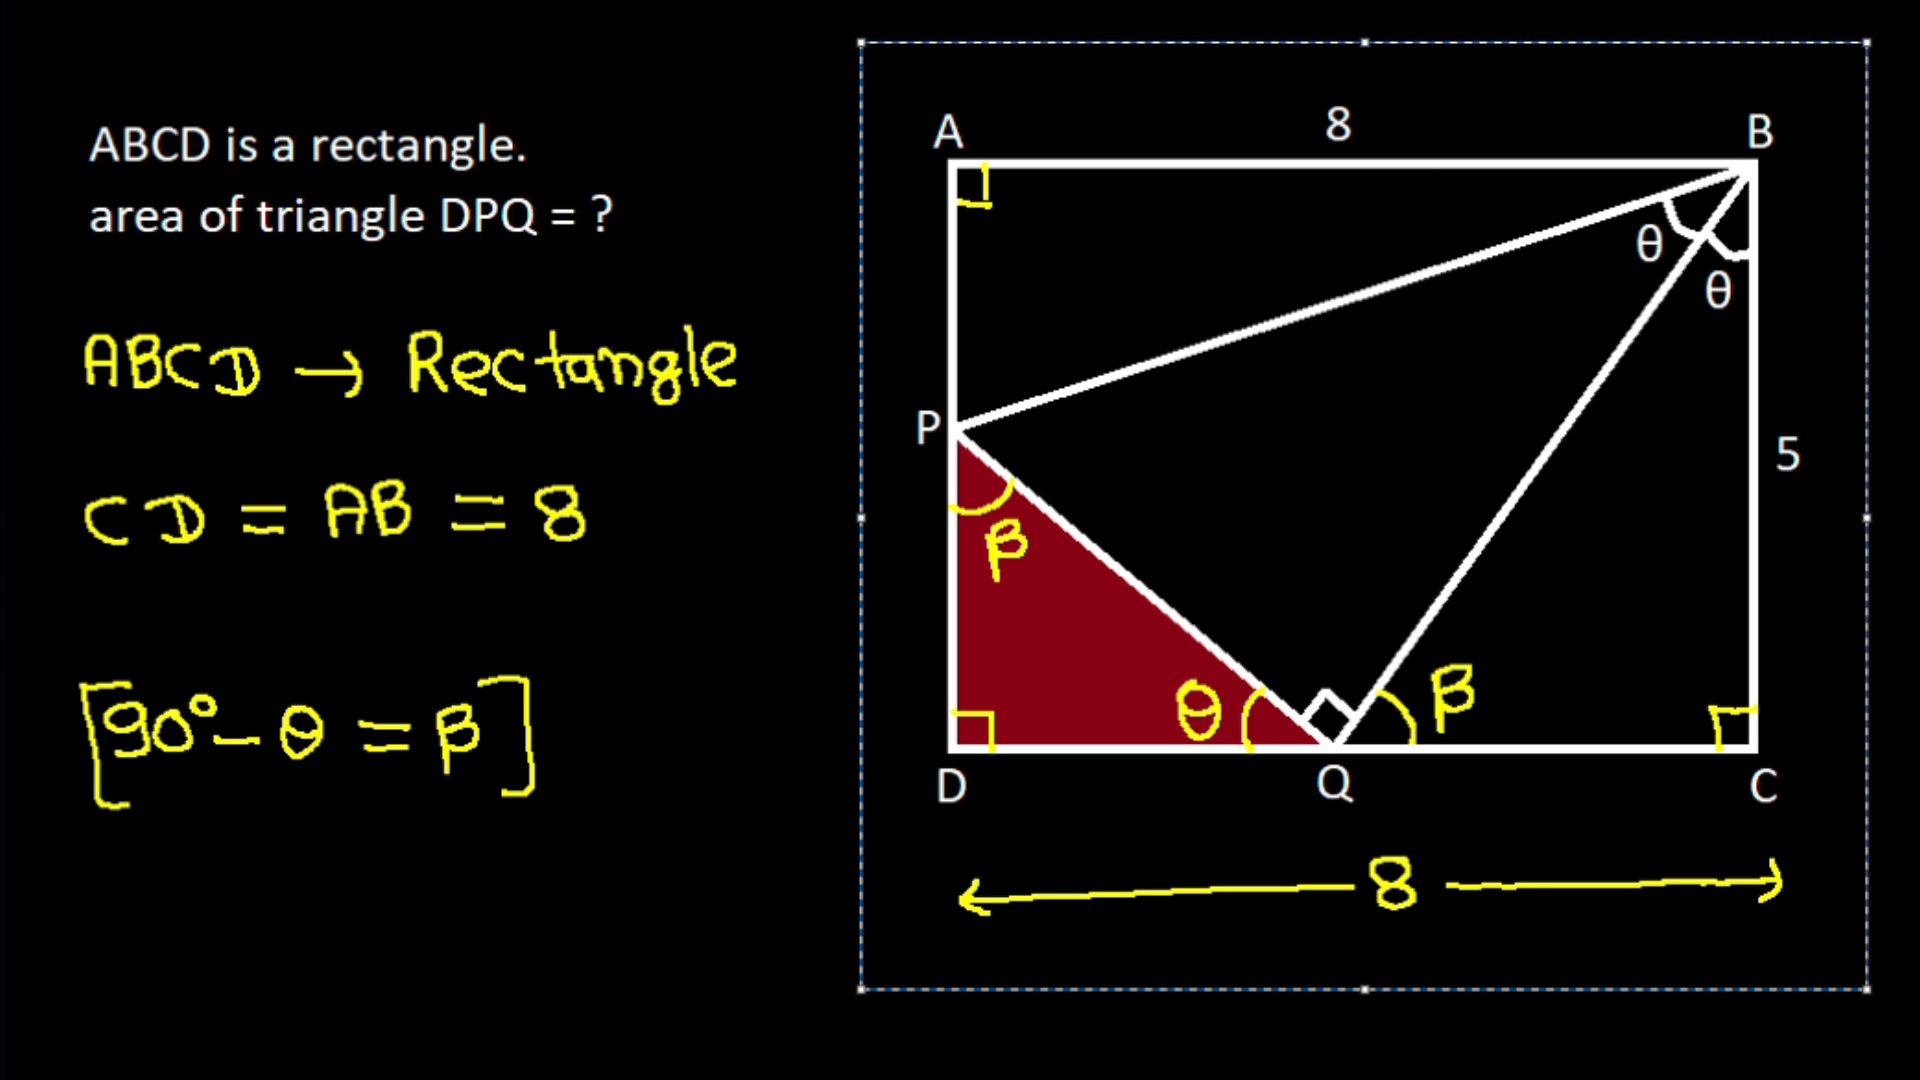 ABCD is a rectangle.
area of triangle DPQ = ?
ABCD → Rectangle
CD = AB = 8
[90° - θ = β]
A
8
B
θ
θ
P
5
β
θ
β
D
Q
C
8